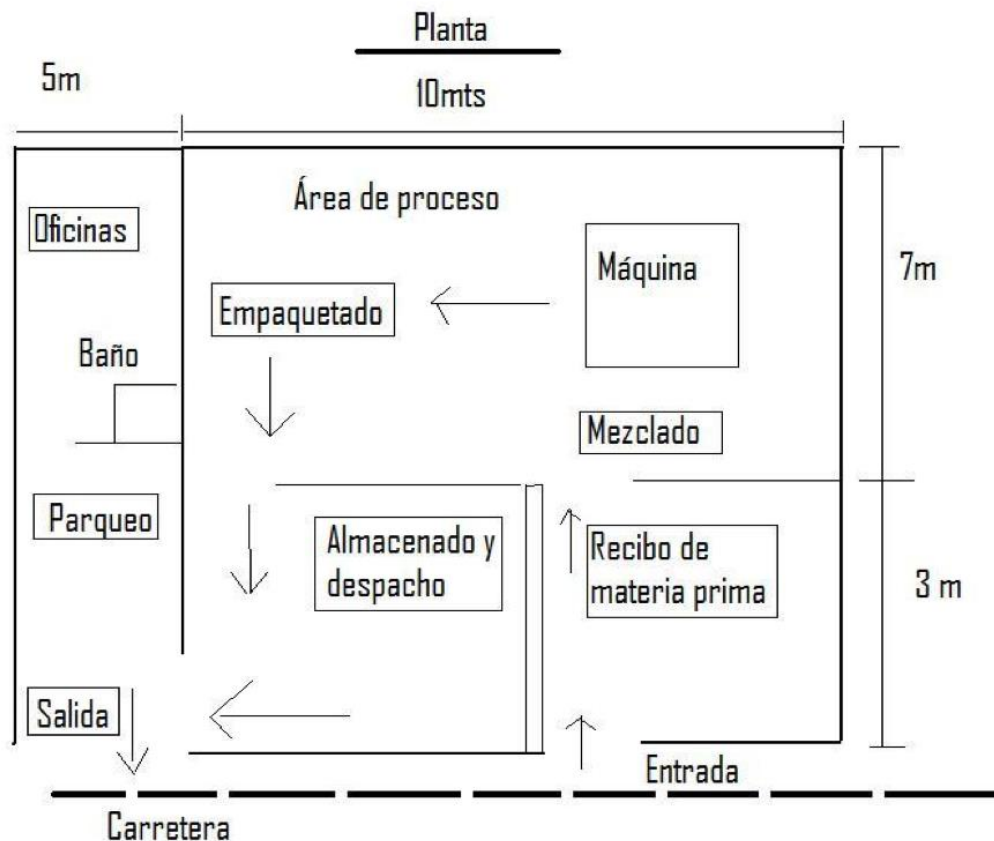 Planta
5m
10mts
Área de proceso
Oficinas
Máquina
7m
Empaquetado
Baño
Mezclado
Parqueo
Almacenado y
despacho
Recibo de
materia prima
3 m
Salida
Entrada
Carretera